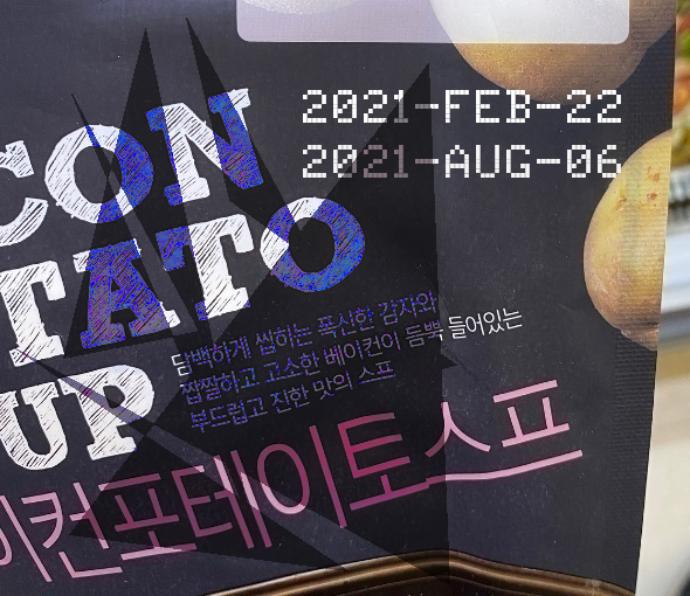 2021-FEB-22
2021-AUG-06
CON
TATO
UP
담백하게 씹히는 폭신한 감자와
짭짤하고 고소한 베이컨이 듬뿍 들어있는
부드럽고 진한 맛의 스프
이컨포테이토스프